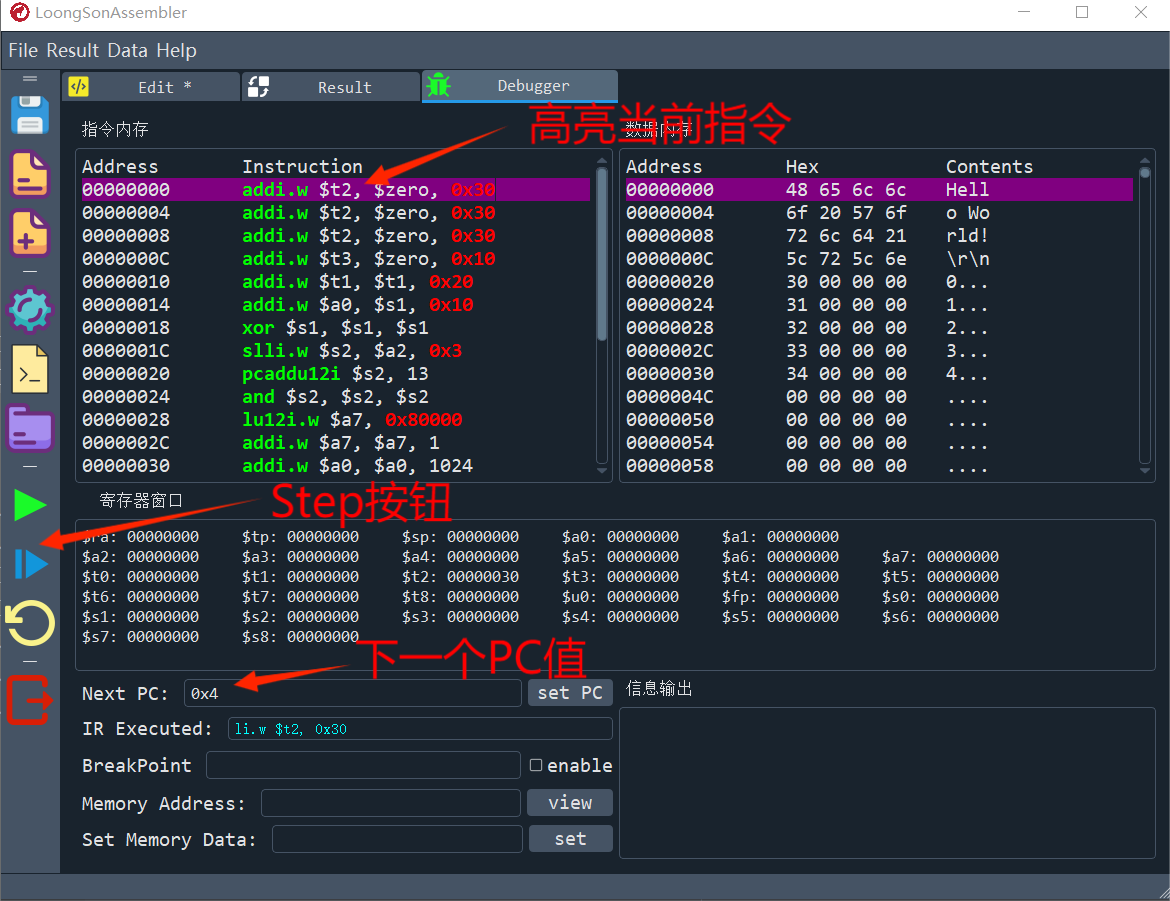 LoongSonAssembler
File Result Data Help
Edit *
Result
Debugger
指令内存
高亮当前指令
数据内存
Address Instruction
00000000 addi.w $t2, $zero, 0x30
00000004 addi.w $t2, $zero, 0x30
00000008 addi.w $t2, $zero, 0x30
0000000C addi.w $t3, $zero, 0x10
00000010 addi.w $t1, $t1, 0x20
00000014 addi.w $a0, $s1, 0x10
00000018 xor $s1, $s1, $s1
0000001C slli.w $s2, $a2, 0x3
00000020 pcaddu12i $s2, 13
00000024 and $s2, $s2, $s2
00000028 lu12i.w $a7, 0x80000
0000002C addi.w $a7, $a7, 1
00000030 addi.w $a0, $a0, 1024
Address Hex Contents
00000000 48 65 6c 6c Hell
00000004 6f 20 57 6f o Wo
00000008 72 6c 64 21 rld!
0000000C 5c 72 5c 6e \r\n
00000020 30 00 00 00 0...
00000024 31 00 00 00 1...
00000028 32 00 00 00 2...
0000002C 33 00 00 00 3...
00000030 34 00 00 00 4...
0000004C 00 00 00 00 ....
00000050 00 00 00 00 ....
00000054 00 00 00 00 ....
00000058 00 00 00 00 ....
寄存器窗口
Step按钮
$ra: 00000000 $tp: 00000000 $sp: 00000000 $a0: 00000000 $a1: 00000000
$a2: 00000000 $a3: 00000000 $a4: 00000000 $a5: 00000000 $a6: 00000000 $a7: 00000000
$t0: 00000000 $t1: 00000000 $t2: 00000030 $t3: 00000000 $t4: 00000000 $t5: 00000000
$t6: 00000000 $t7: 00000000 $t8: 00000000 $u0: 00000000 $fp: 00000000 $s0: 00000000
$s1: 00000000 $s2: 00000000 $s3: 00000000 $s4: 00000000 $s5: 00000000 $s6: 00000000
$s7: 00000000 $s8: 00000000
下一个PC值
Next PC: 0x4 set PC
信息输出
IR Executed: li.w $t2, 0x30
BreakPoint enable
Memory Address: view
Set Memory Data: set